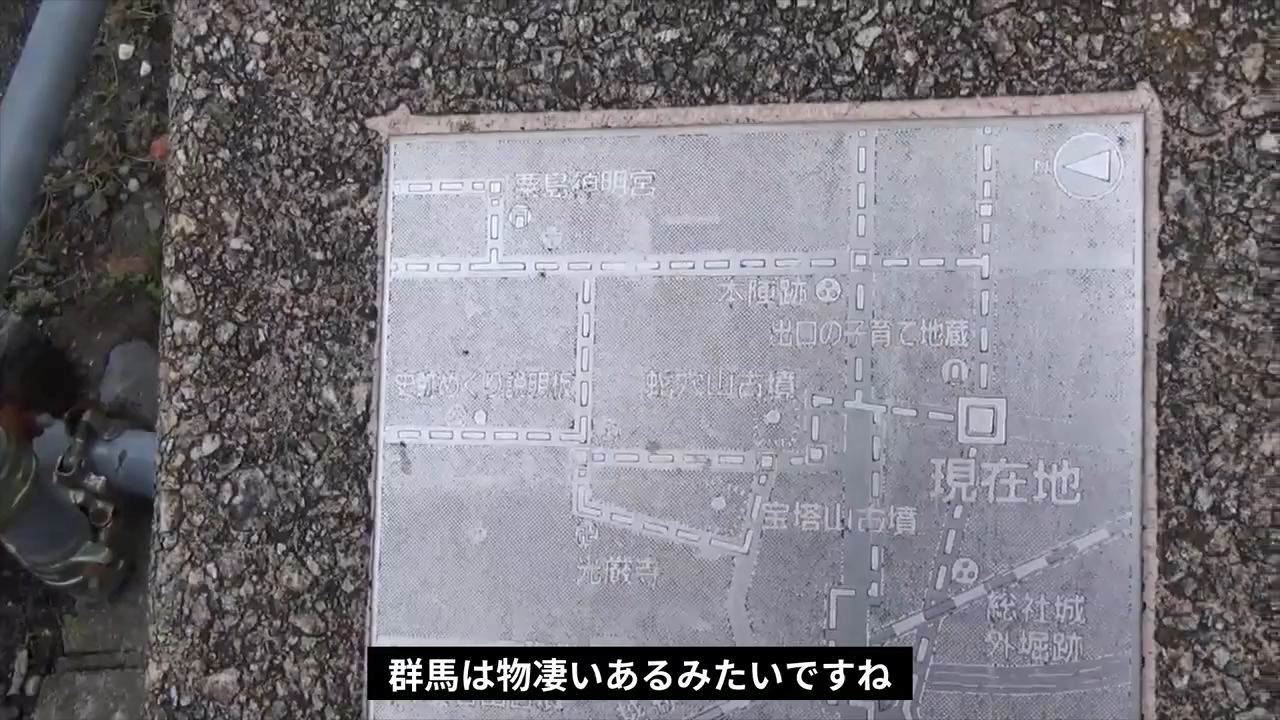 N
粟島神明宮
本陣跡
出口の子育て地蔵
史跡めぐり説明板
蛇穴山古墳
現在地
宝塔山古墳
光厳寺
総社城
外堀跡
群馬は物凄いあるみたいですね